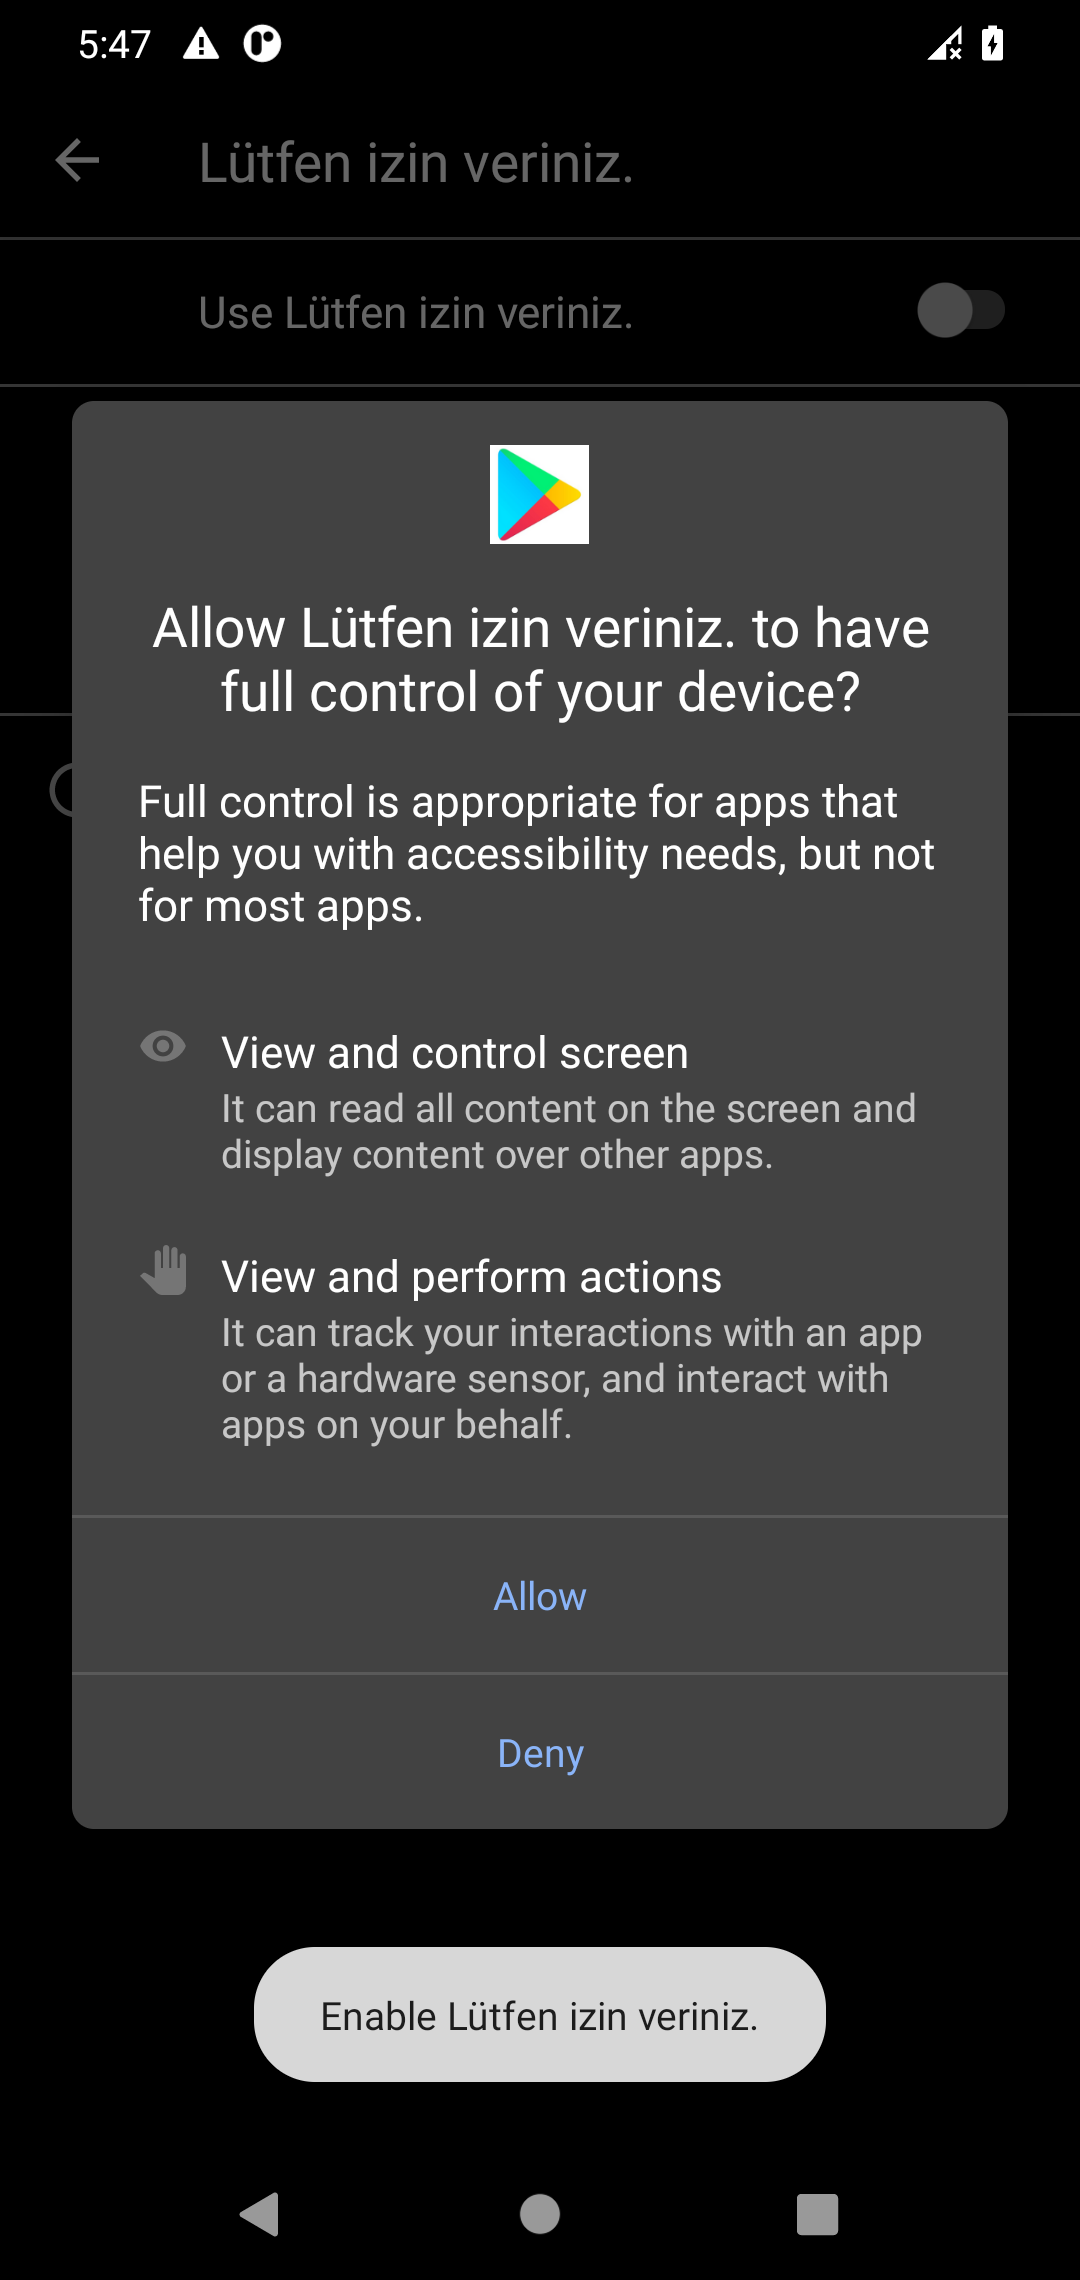 5:47
Lütfen izin veriniz.
Use Lütfen izin veriniz.
Allow Lütfen izin veriniz. to have
full control of your device?
Full control is appropriate for apps that
help you with accessibility needs, but not
for most apps.
View and control screen
It can read all content on the screen and
display content over other apps.
View and perform actions
It can track your interactions with an app
or a hardware sensor, and interact with
apps on your behalf.
Allow
Deny
Enable Lütfen izin veriniz.